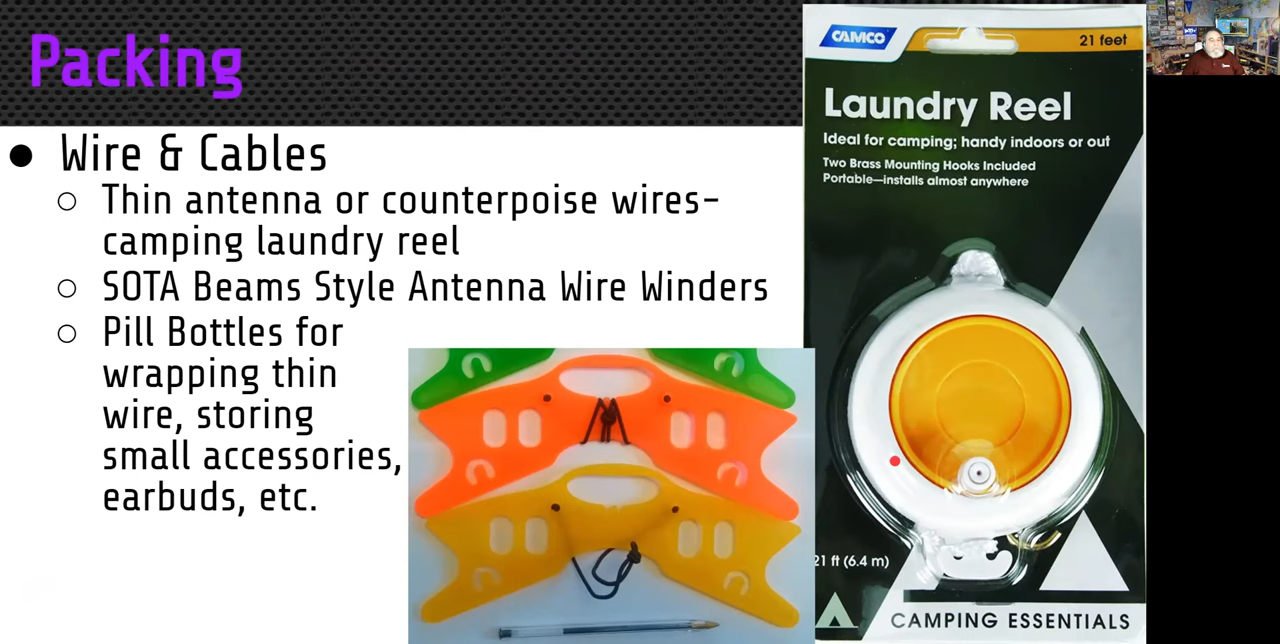 Packing
● Wire & Cables
○ Thin antenna or counterpoise wires-
camping laundry reel
○ SOTA Beams Style Antenna Wire Winders
○ Pill Bottles for
wrapping thin
wire, storing
small accessories,
earbuds, etc.
CAMCO
21 feet
Laundry Reel
Ideal for camping; handy indoors or out
Two Brass Mounting Hooks Included
Portable—installs almost anywhere
21 ft (6.4 m)
CAMPING ESSENTIALS